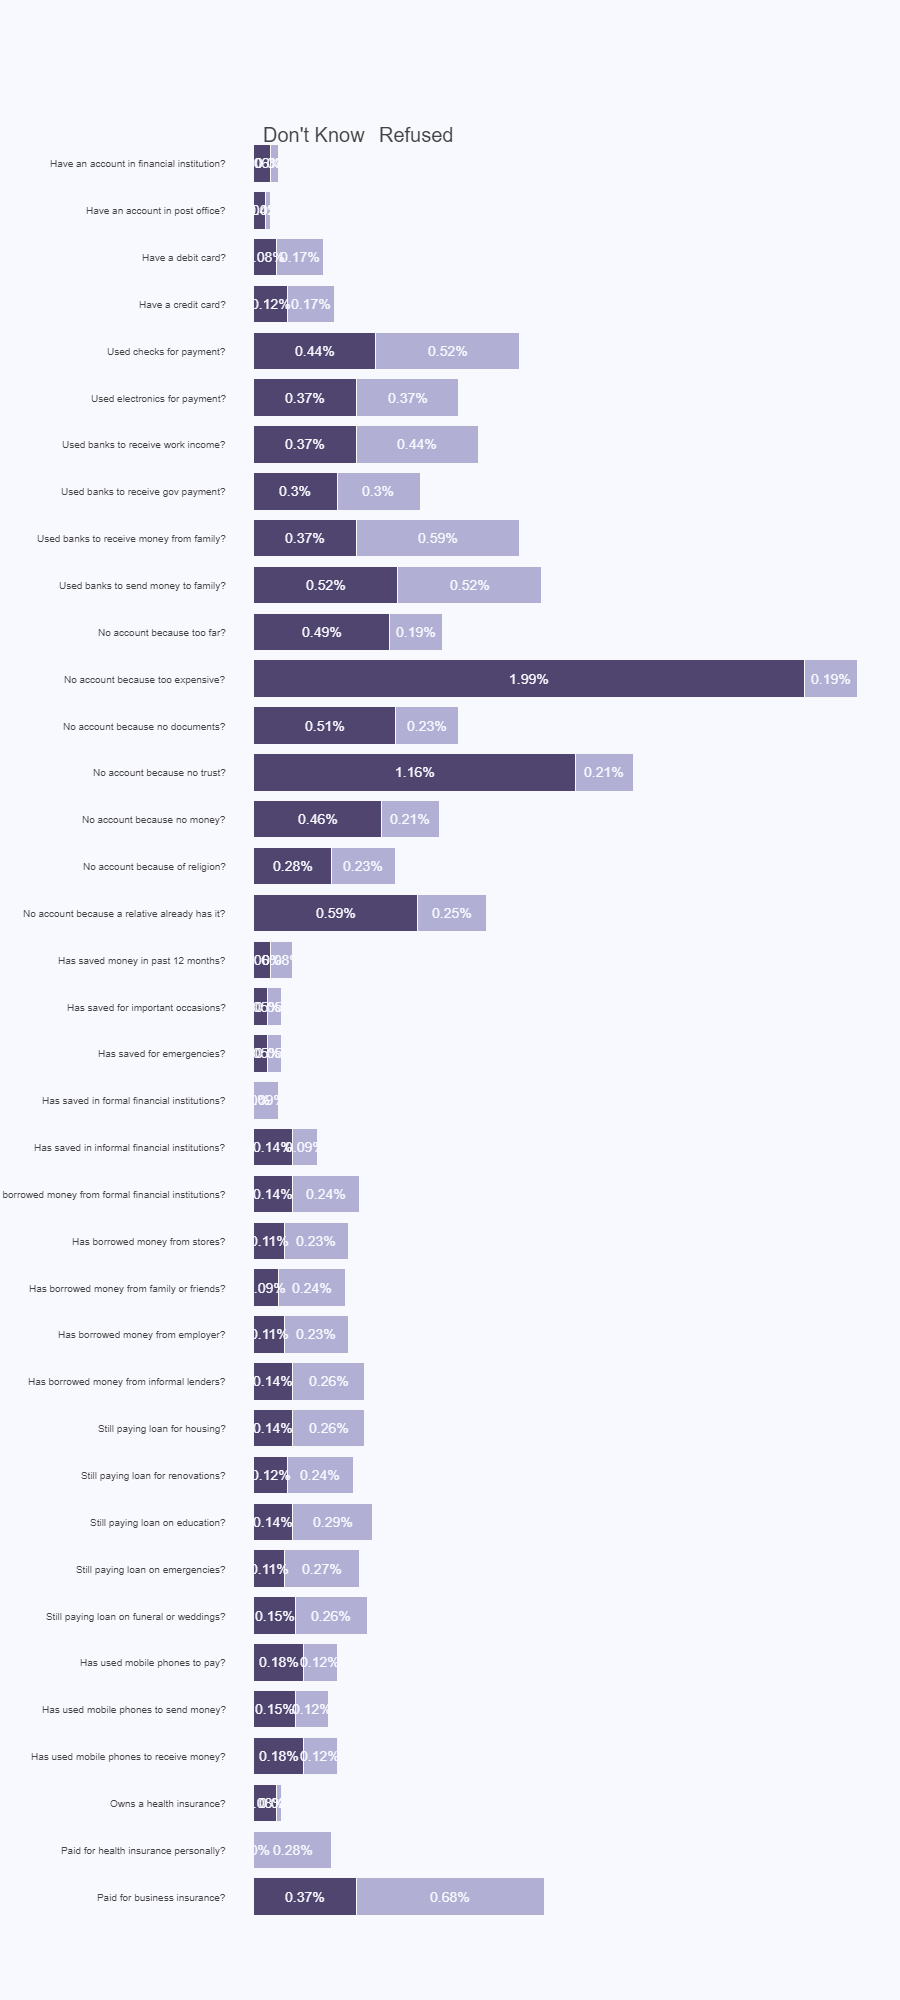 Don't Know Refused
Have an account in financial institution?
Have an account in post office?
Have a debit card? .08% 0.17%
Have a credit card? 0.12% 0.17%
Used checks for payment? 0.44% 0.52%
Used electronics for payment? 0.37% 0.37%
Used banks to receive work income? 0.37% 0.44%
Used banks to receive gov payment? 0.3% 0.3%
Used banks to receive money from family? 0.37% 0.59%
Used banks to send money to family? 0.52% 0.52%
No account because too far? 0.49% 0.19%
No account because too expensive? 1.99% 0.19%
No account because no documents? 0.51% 0.23%
No account because no trust? 1.16% 0.21%
No account because no money? 0.46% 0.21%
No account because of religion? 0.28% 0.23%
No account because a relative already has it? 0.59% 0.25%
Has saved money in past 12 months?
Has saved for important occasions?
Has saved for emergencies?
Has saved in formal financial institutions?
Has saved in informal financial institutions? 0.14% 0.09%
borrowed money from formal financial institutions? 0.14% 0.24%
Has borrowed money from stores? 0.11% 0.23%
Has borrowed money from family or friends? .09% 0.24%
Has borrowed money from employer? 0.11% 0.23%
Has borrowed money from informal lenders? 0.14% 0.26%
Still paying loan for housing? 0.14% 0.26%
Still paying loan for renovations? 0.12% 0.24%
Still paying loan on education? 0.14% 0.29%
Still paying loan on emergencies? 0.11% 0.27%
Still paying loan on funeral or weddings? 0.15% 0.26%
Has used mobile phones to pay? 0.18% 0.12%
Has used mobile phones to send money? 0.15% 0.12%
Has used mobile phones to receive money? 0.18% 0.12%
Owns a health insurance?
Paid for health insurance personally? 0% 0.28%
Paid for business insurance? 0.37% 0.68%